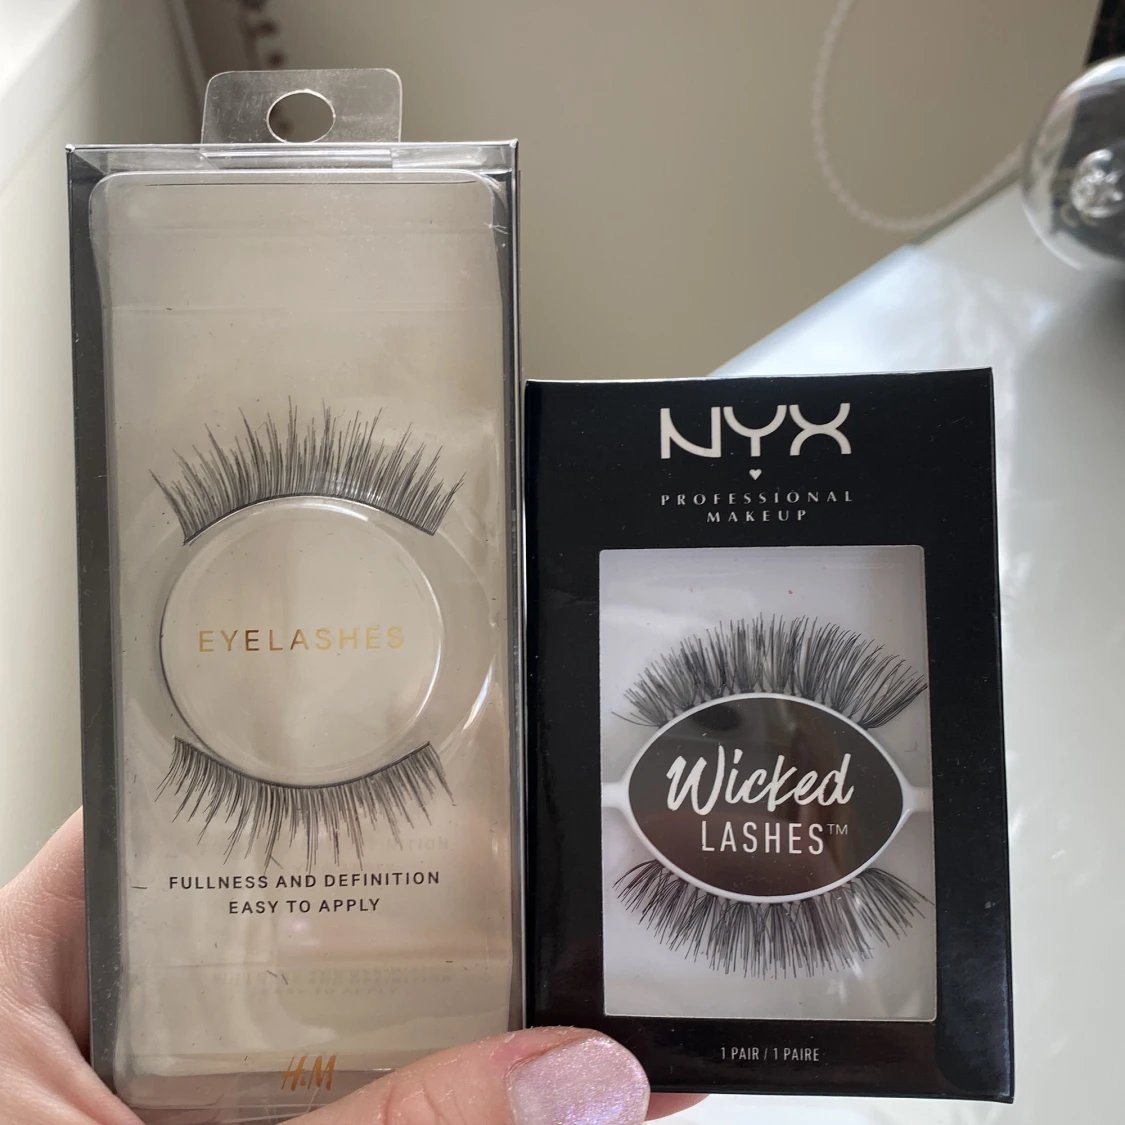 EYELASHES
FULLNESS AND DEFINITION
EASY TO APPLY
H&M
NYX
PROFESSIONAL
MAKEUP
Wicked
LASHES™
1 PAIR / 1 PAIRE